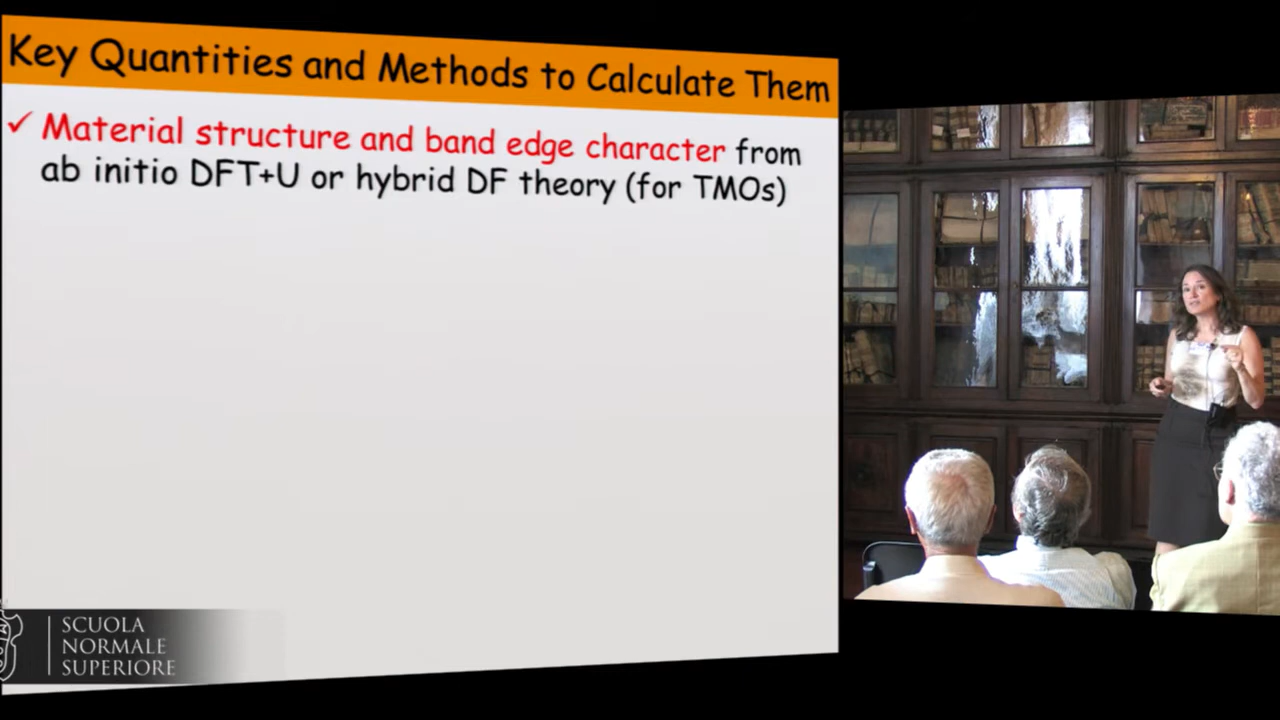 Key Quantities and Methods to Calculate Them
✓ Material structure and band edge character from
ab initio DFT+U or hybrid DF theory (for TMOs)
SCUOLA
NORMALE
SUPERIORE